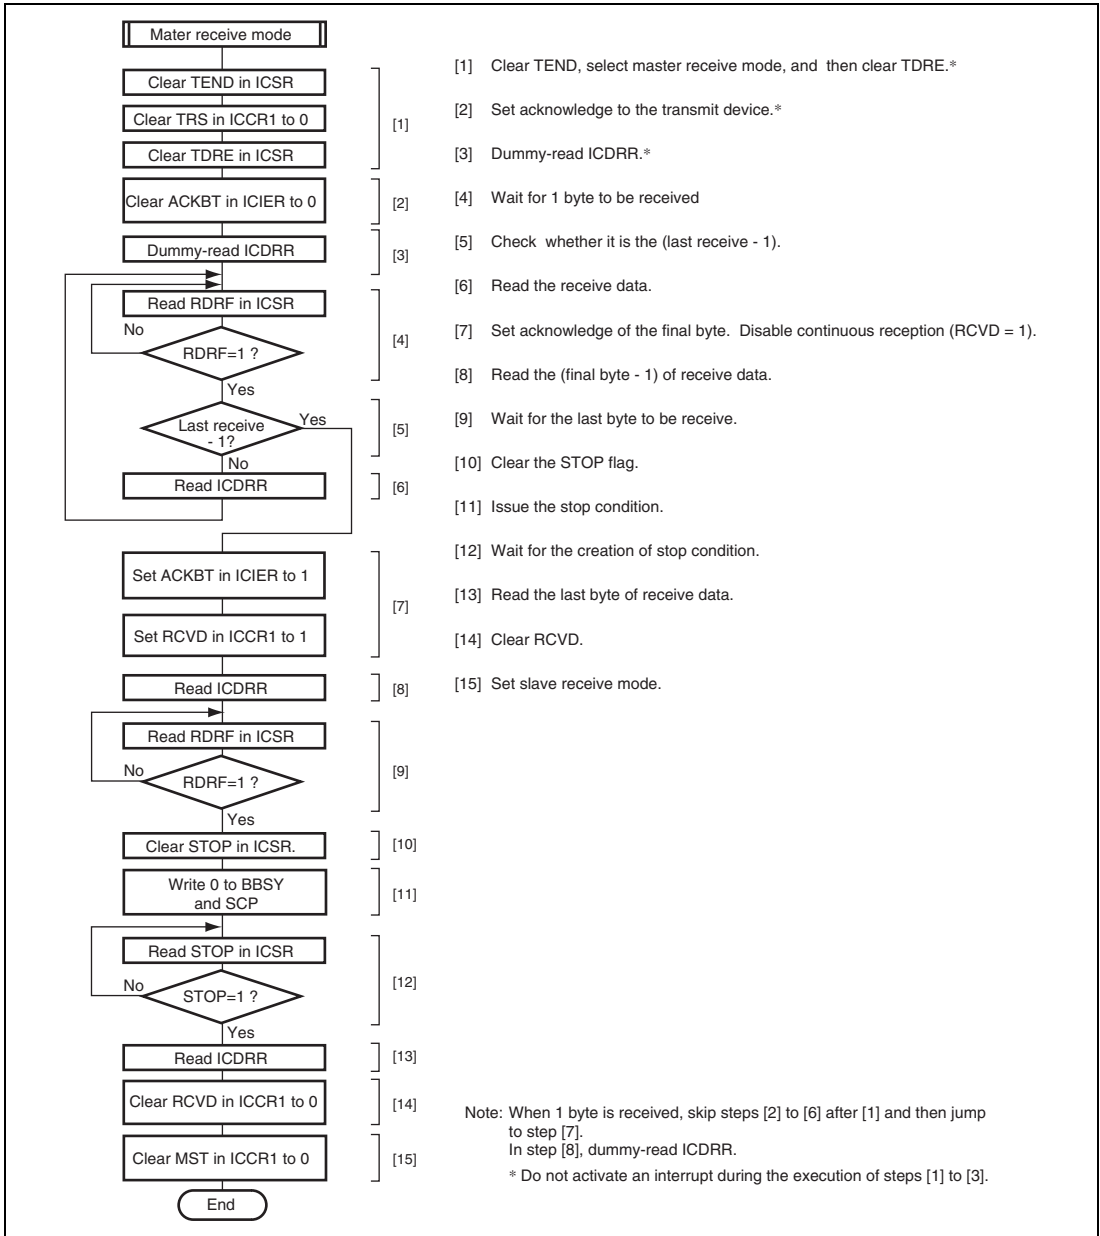 Mater receive mode
Clear TEND in ICSR
Clear TRS in ICCR1 to 0
[1]
Clear TDRE in ICSR
Clear ACKBT in ICIER to 0
[2]
Dummy-read ICDRR
[3]
Read RDRF in ICSR
No
RDRF=1 ?
[4]
Yes
Last receive
- 1?
Yes
[5]
No
Read ICDRR
[6]
Set ACKBT in ICIER to 1
[7]
Set RCVD in ICCR1 to 1
Read ICDRR
[8]
Read RDRF in ICSR
No
RDRF=1 ?
[9]
Yes
Clear STOP in ICSR.
[10]
Write 0 to BBSY
and SCP
[11]
Read STOP in ICSR
No
STOP=1 ?
[12]
Yes
Read ICDRR
[13]
Clear RCVD in ICCR1 to 0
[14]
Clear MST in ICCR1 to 0
[15]
End
[1] Clear TEND, select master receive mode, and then clear TDRE.*
[2] Set acknowledge to the transmit device.*
[3] Dummy-read ICDRR.*
[4] Wait for 1 byte to be received
[5] Check whether it is the (last receive - 1).
[6] Read the receive data.
[7] Set acknowledge of the final byte. Disable continuous reception (RCVD = 1).
[8] Read the (final byte - 1) of receive data.
[9] Wait for the last byte to be receive.
[10] Clear the STOP flag.
[11] Issue the stop condition.
[12] Wait for the creation of stop condition.
[13] Read the last byte of receive data.
[14] Clear RCVD.
[15] Set slave receive mode.
Note: When 1 byte is received, skip steps [2] to [6] after [1] and then jump
to step [7].
In step [8], dummy-read ICDRR.
* Do not activate an interrupt during the execution of steps [1] to [3].